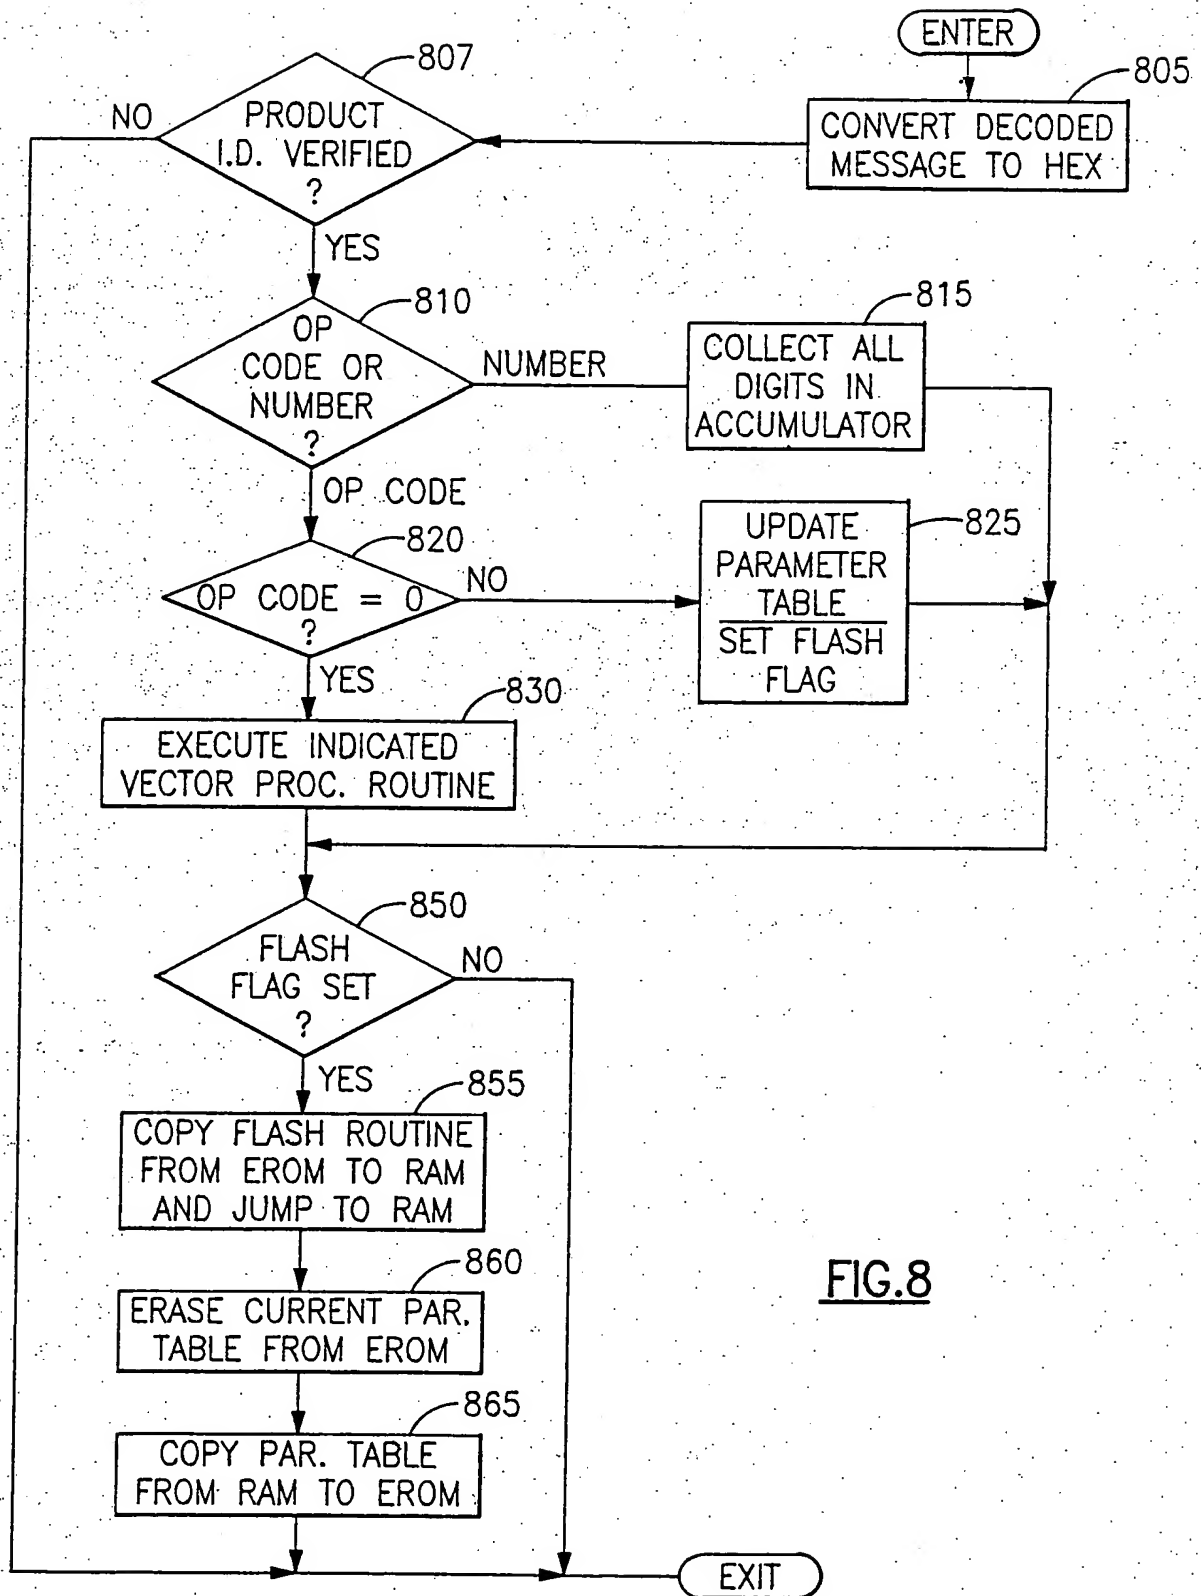 ENTER
805
CONVERT DECODED
MESSAGE TO HEX
807
NO
PRODUCT
I.D. VERIFIED
?
YES
810
OP
CODE OR
NUMBER
?
NUMBER
815
COLLECT ALL
DIGITS IN
ACCUMULATOR
OP CODE
820
OP CODE = 0
?
NO
825
UPDATE
PARAMETER
TABLE
SET FLASH
FLAG
YES
830
EXECUTE INDICATED
VECTOR PROC. ROUTINE
850
FLASH
FLAG SET
?
NO
YES
855
COPY FLASH ROUTINE
FROM EROM TO RAM
AND JUMP TO RAM
860
ERASE CURRENT PAR.
TABLE FROM EROM
865
COPY PAR. TABLE
FROM RAM TO EROM
EXIT
FIG.8